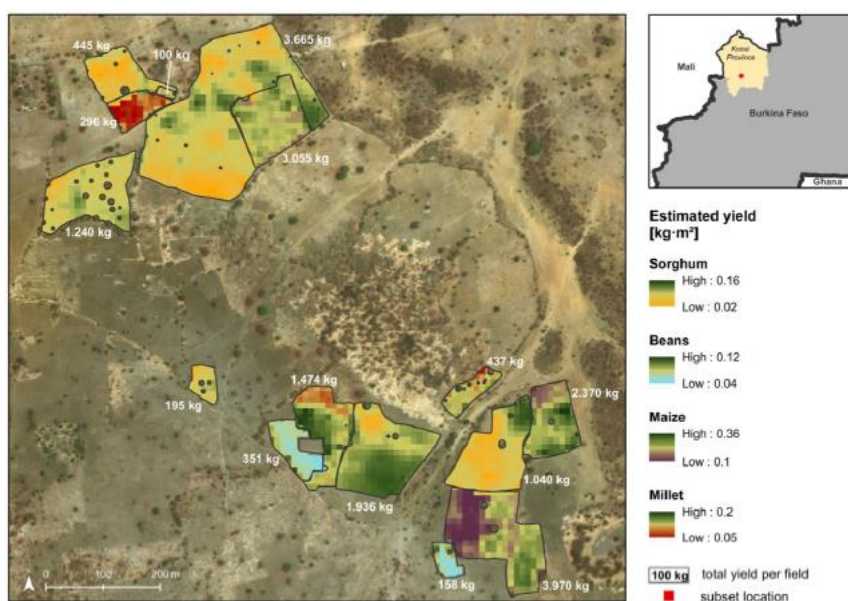 445 kg
100 kg
3.665 kg
296 kg
3.055 kg
1.240 kg
195 kg
1.474 kg
437 kg
2.370 kg
351 kg
1.936 kg
1.040 kg
158 kg
3.970 kg
0 100 200 m
Kossi
Province
Mali
Burkina Faso
Ghana
Estimated yield
[kg·m²]
Sorghum
High : 0.16
Low : 0.02
Beans
High : 0.12
Low : 0.04
Maize
High : 0.36
Low : 0.1
Millet
High : 0.2
Low : 0.05
100 kg total yield per field
subset location